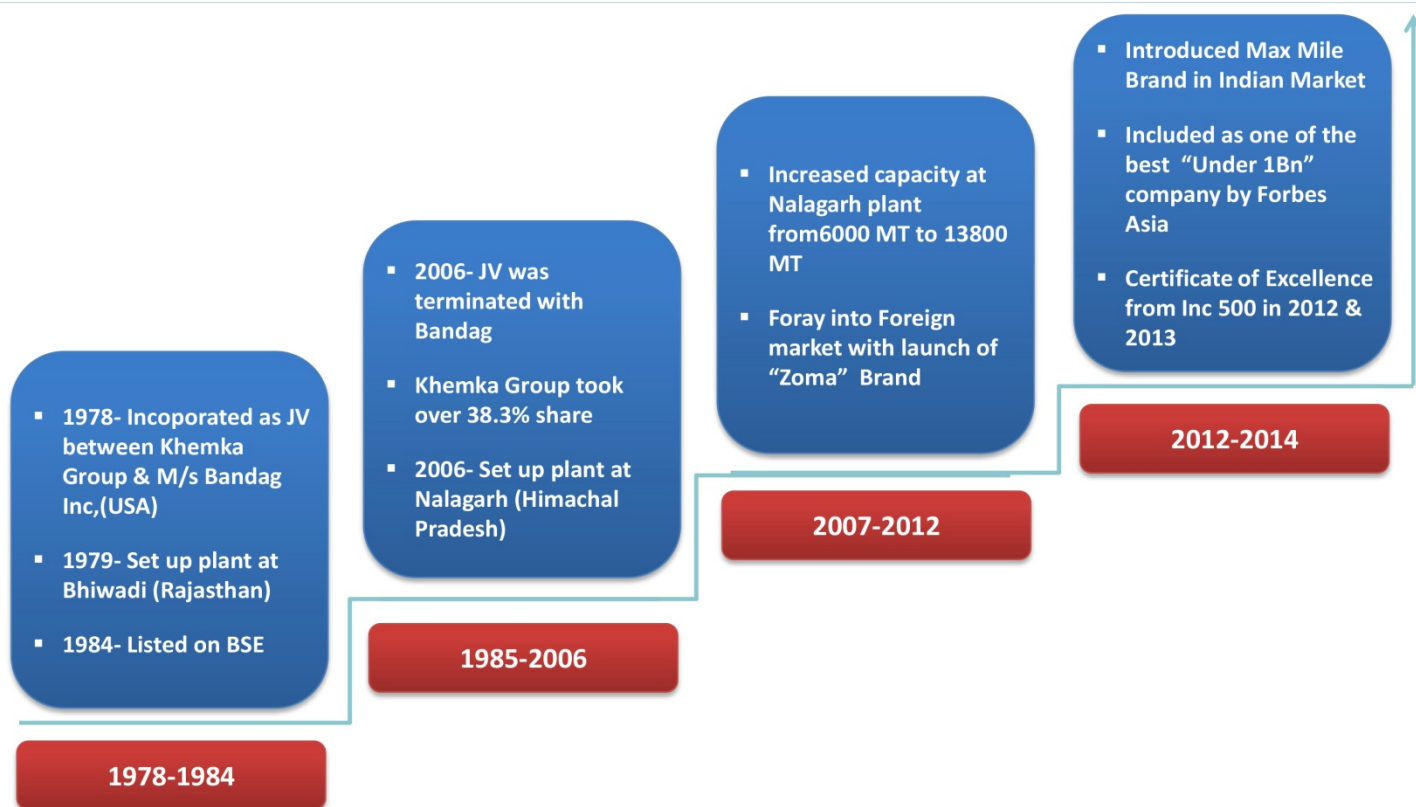 ▪ 1978- Incoporated as JV
between Khemka
Group & M/s Bandag
Inc,(USA)
▪ 1979- Set up plant at
Bhiwadi (Rajasthan)
▪ 1984- Listed on BSE
1978-1984
▪ 2006- JV was
terminated with
Bandag
▪ Khemka Group took
over 38.3% share
▪ 2006- Set up plant at
Nalagarh (Himachal
Pradesh)
1985-2006
▪ Increased capacity at
Nalagarh plant
from6000 MT to 13800
MT
▪ Foray into Foreign
market with launch of
“Zoma” Brand
2007-2012
▪ Introduced Max Mile
Brand in Indian Market
▪ Included as one of the
best “Under 1Bn”
company by Forbes
Asia
▪ Certificate of Excellence
from Inc 500 in 2012 &
2013
2012-2014